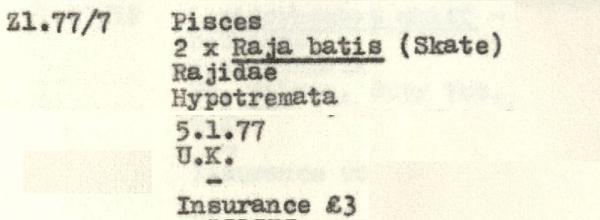 Z1.77/7 Pisces
2 x Raja batis (Skate)
Rajidae
Hypotremata
5.1.77
U.K.
–
Insurance £3